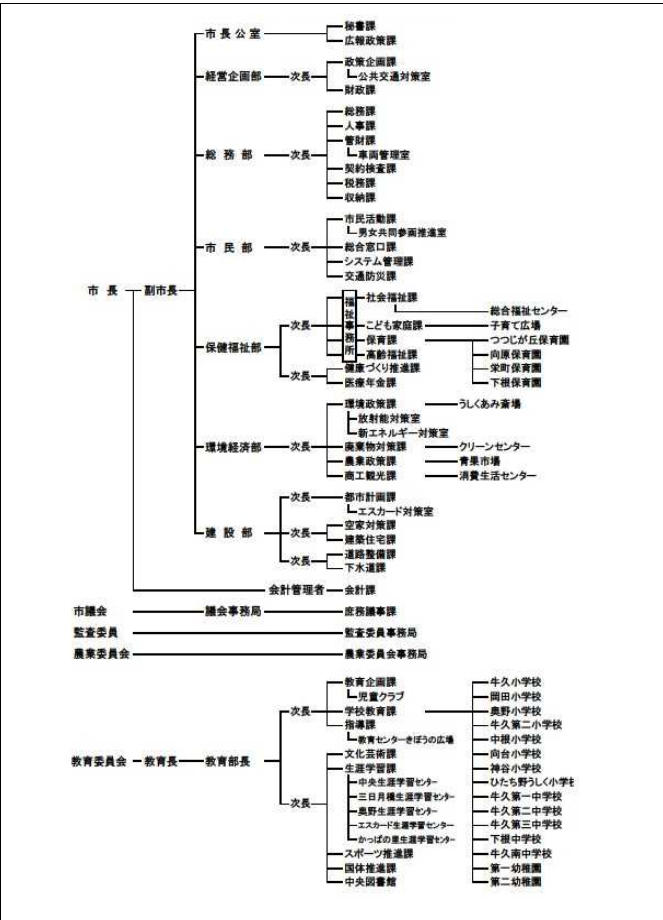 秘書課
市長公室
広報政策課
政策企画課
経営企画部 次長 公共交通対策室
財政課
総務課
人事課
管財課
総務部 次長 車両管理室
契約検査課
税務課
収納課
市民活動課
男女共同参画推進室
市民部 次長 総合窓口課
システム管理課
交通防災課
市長 副市長
福祉事務所 社会福祉課
総合福祉センター
次長 こども家庭課 子育て広場
保健福祉部 保育課 つつじが丘保育園
高齢福祉課 向原保育園
次長 健康づくり推進課 栄町保育園
医療年金課 下根保育園
環境政策課 うしくあみ斎場
放射能対策室
新エネルギー対策室
環境経済部 次長 廃棄物対策課 クリーンセンター
農業政策課 青果市場
商工観光課 消費生活センター
次長 都市計画課
エスカード対策室
建設部 次長 空家対策課
建築住宅課
次長 道路整備課
下水道課
会計管理者 会計課
市議会 議会事務局 庶務議事課
監査委員 監査委員事務局
農業委員会 農業委員会事務局
教育企画課 牛久小学校
児童クラブ 岡田小学校
次長 学校教育課 奥野小学校
指導課 牛久第二小学校
教育センターきぼうの広場 中根小学校
教育委員会 教育長 教育部長 文化芸術課 向台小学校
生涯学習課 神谷小学校
中央生涯学習センター ひたち野うしく小学校
次長 三日月橋生涯学習センター 牛久第一中学校
奥野生涯学習センター 牛久第二中学校
エスカード生涯学習センター 牛久第三中学校
かっぱの里生涯学習センター 下根中学校
スポーツ推進課 牛久南中学校
国体推進課 第一幼稚園
中央図書館 第二幼稚園